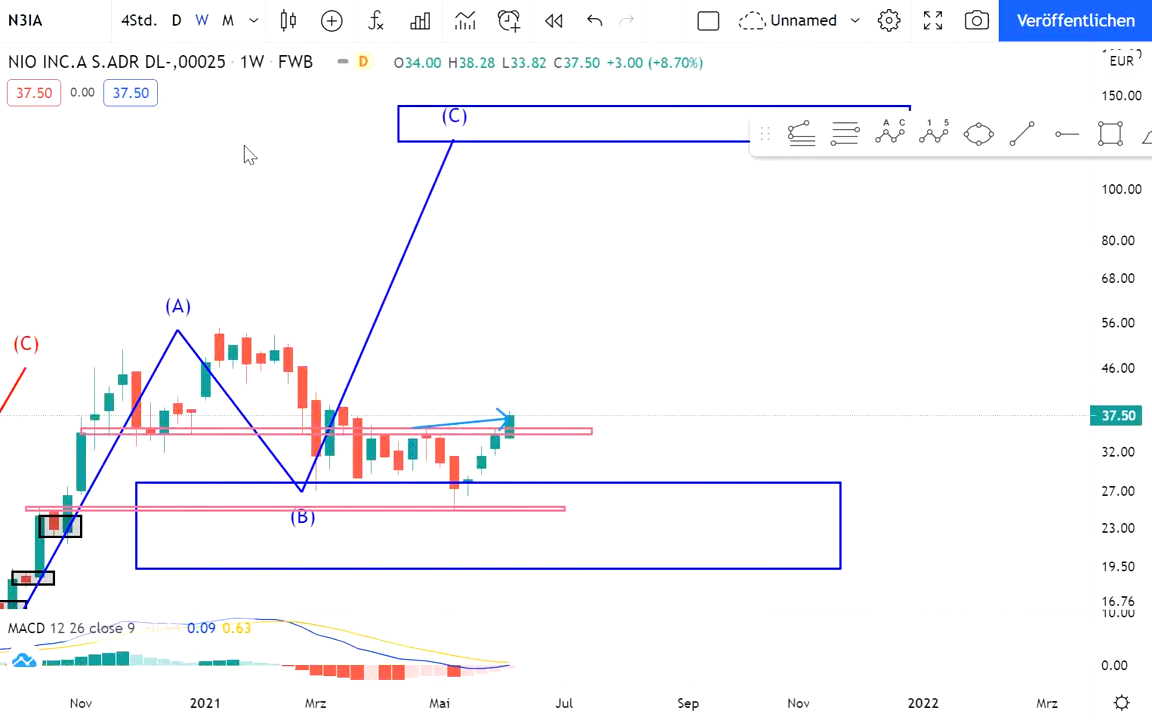 N3IA 4Std. D W M Unnamed Veröffentlichen
NIO INC.A S.ADR DL-,00025 · 1W · FWB D O34.00 H38.28 L33.82 C37.50 +3.00 (+8.70%)
EUR
37.50 0.00 37.50
150.00
(C)
A C 1 5
100.00
80.00
68.00
(A)
56.00
(C)
46.00
37.50
32.00
27.00
(B)
23.00
19.50
16.76
10.00
MACD 12 26 close 9 0.09 0.63
0.00
Nov 2021 Mrz Mai Jul Sep Nov 2022 Mrz